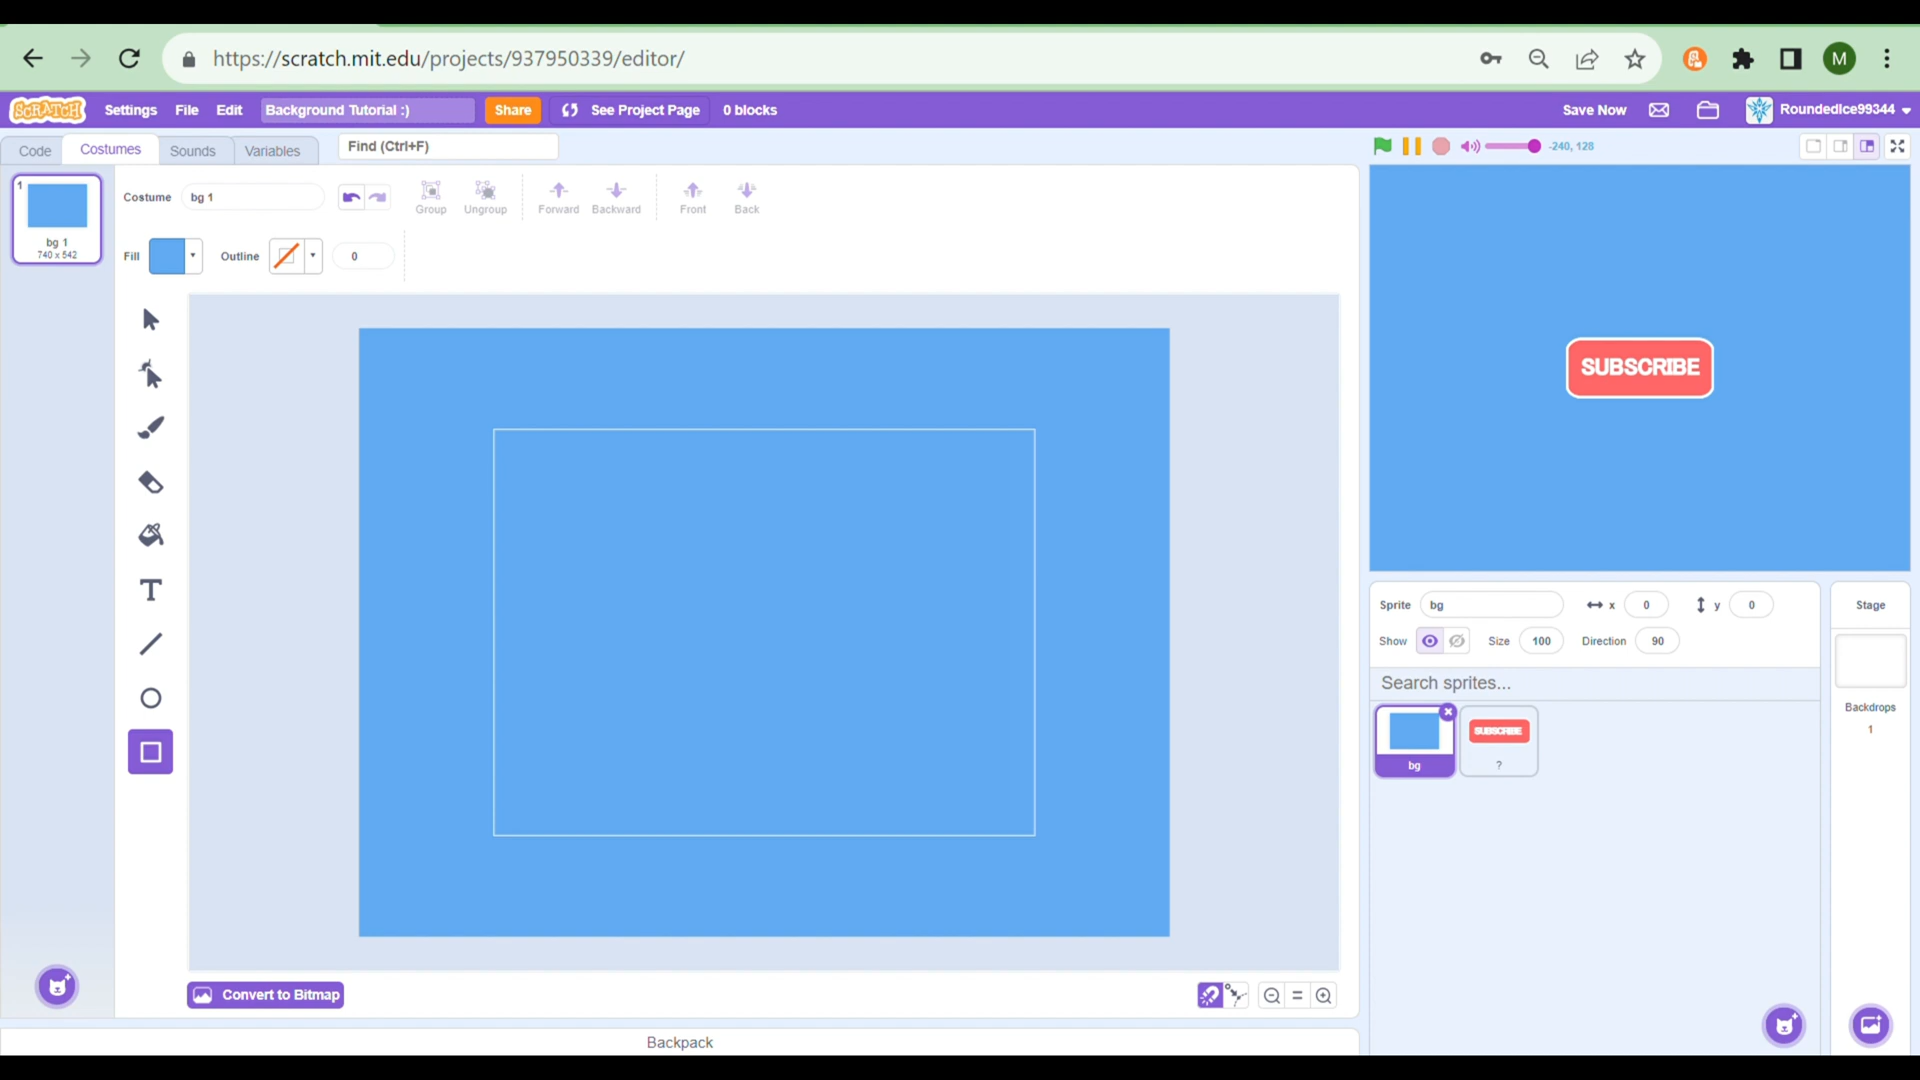 https://scratch.mit.edu/projects/937950339/editor/
M
SCRATCH Settings File Edit Background Tutorial :) Share See Project Page 0 blocks Save Now RoundedIce99344
Code Costumes Sounds Variables Find (Ctrl+F) -240, 128
1
bg 1
740 x 542
Costume bg 1 Group Ungroup Forward Backward Front Back
Fill Outline 0
T
SUBSCRIBE
Sprite bg x 0 y 0 Stage
Show Size 100 Direction 90
Search sprites...
SUBSCRIBE
bg ?
Backdrops
1
Convert to Bitmap
Backpack